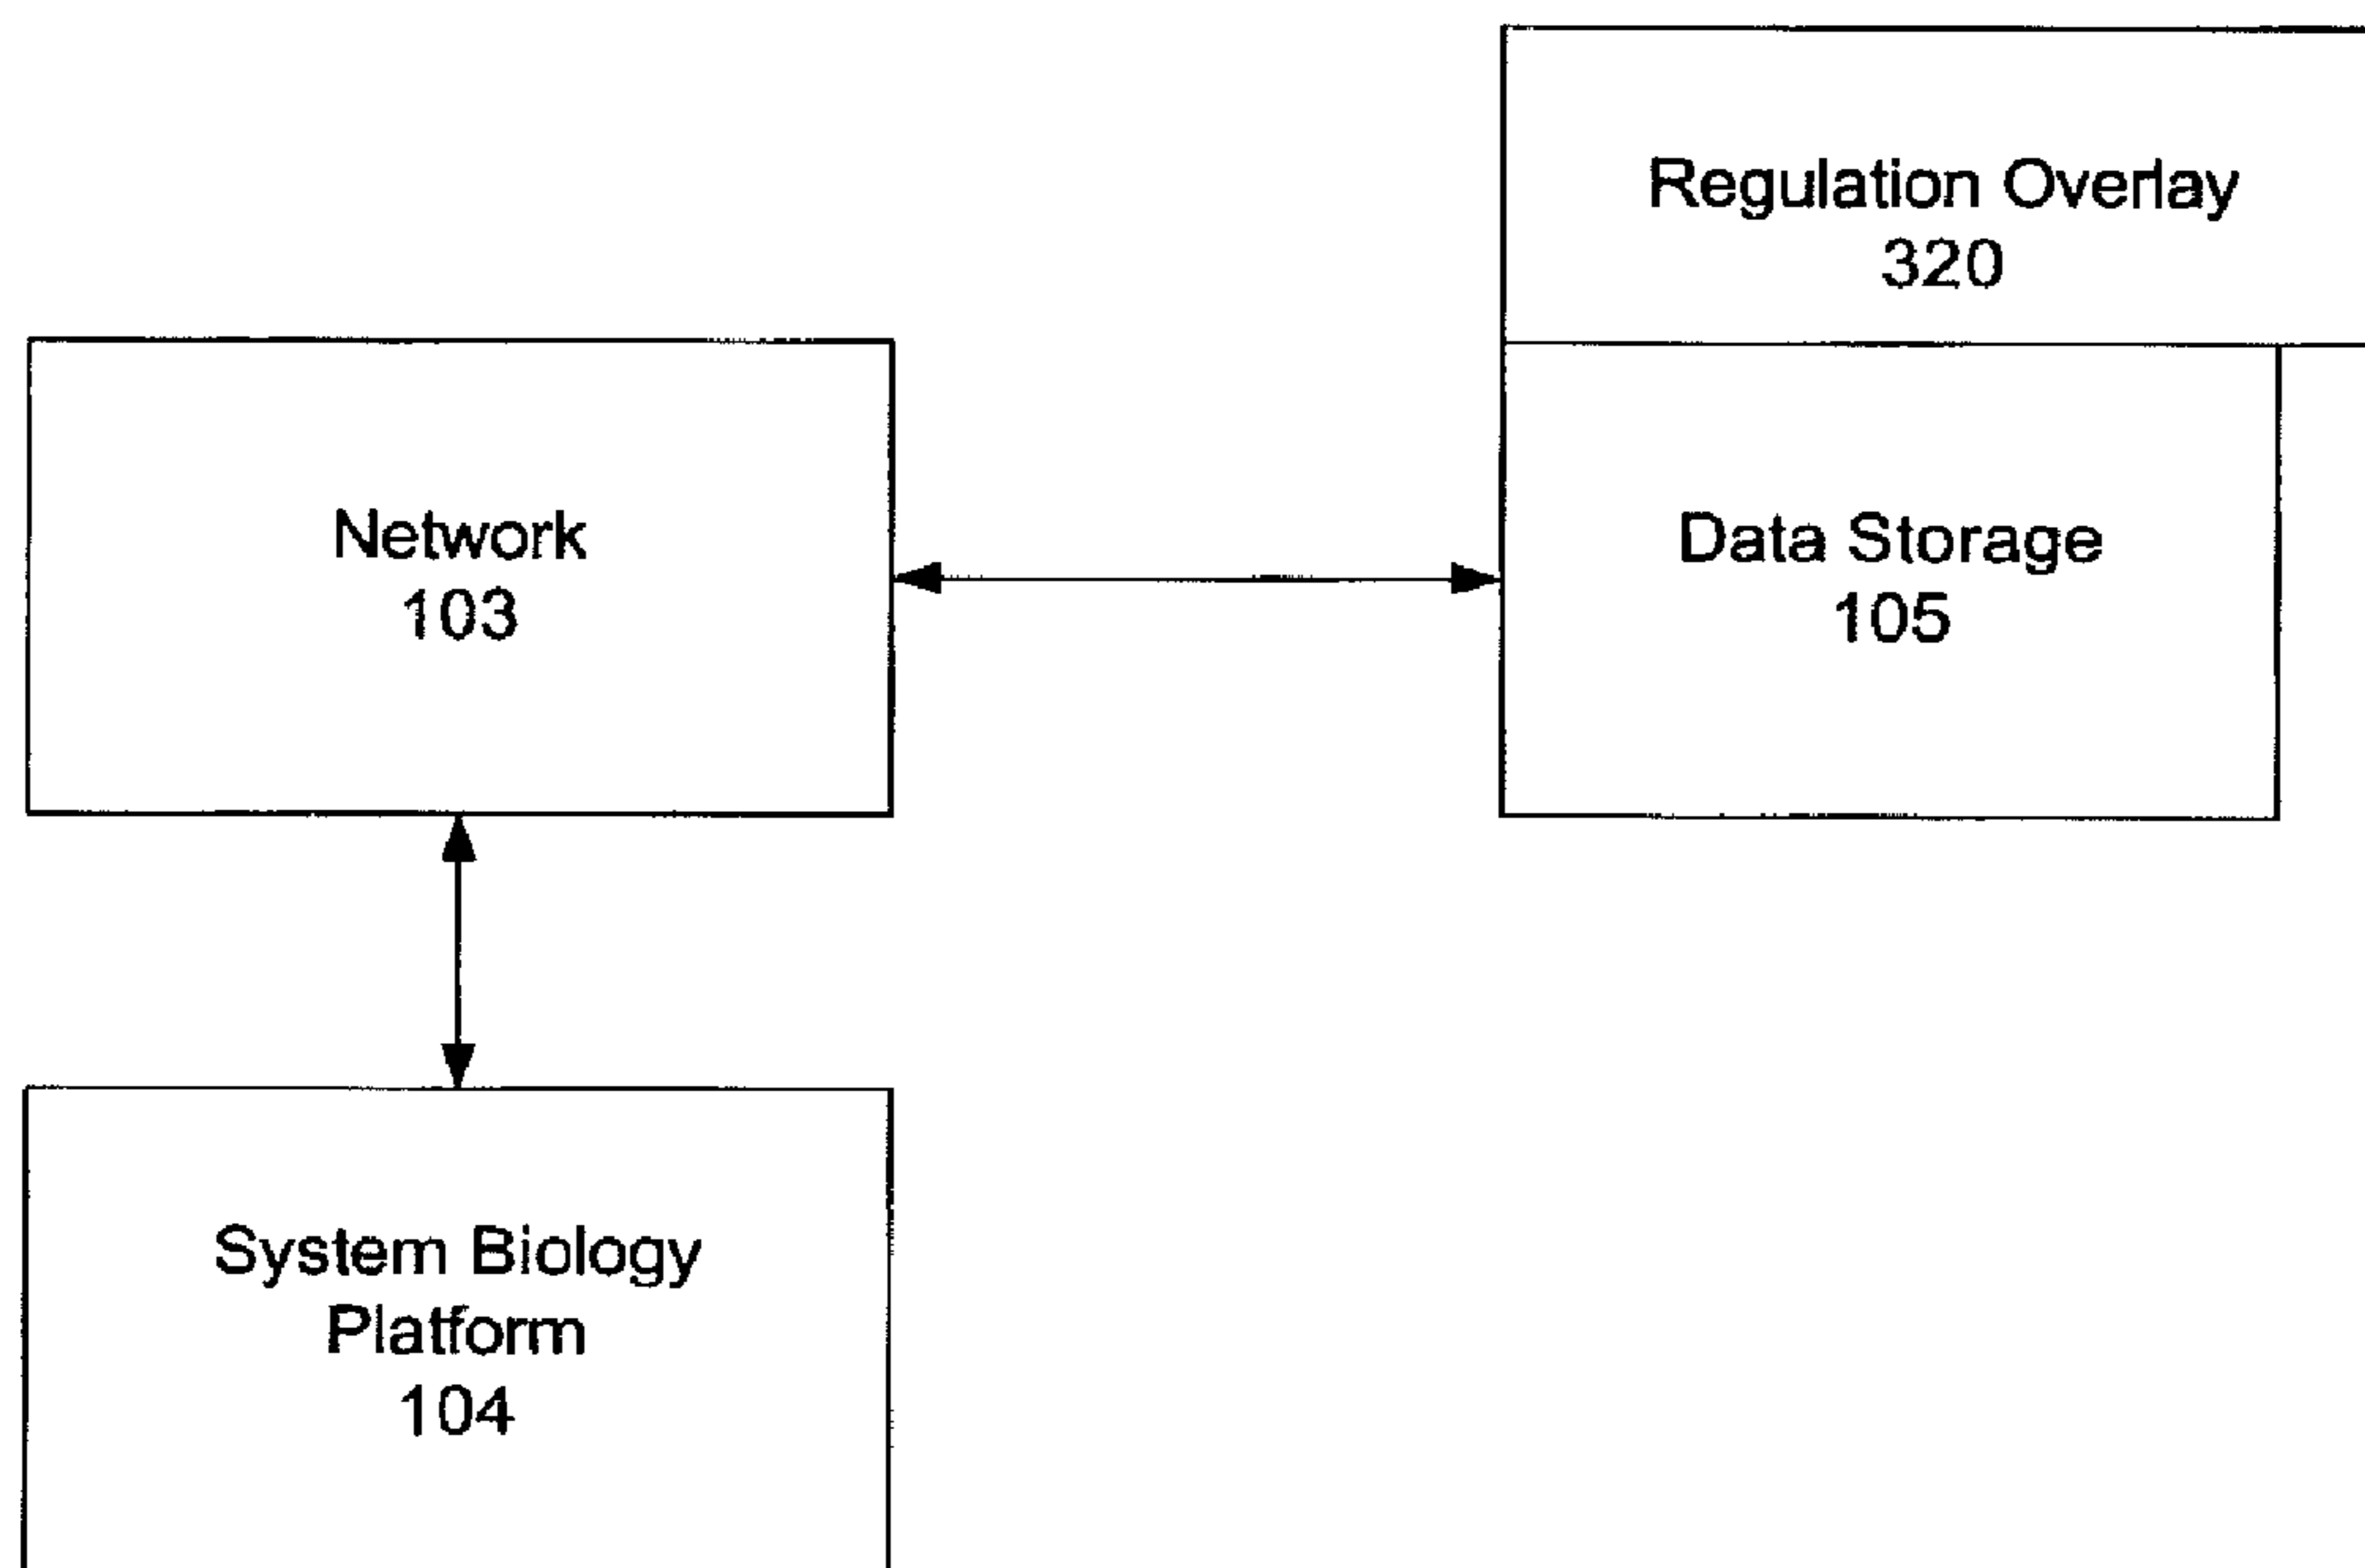 Regulation Overlay
320
Network
103
Data Storage
105
System Biology
Platform
104